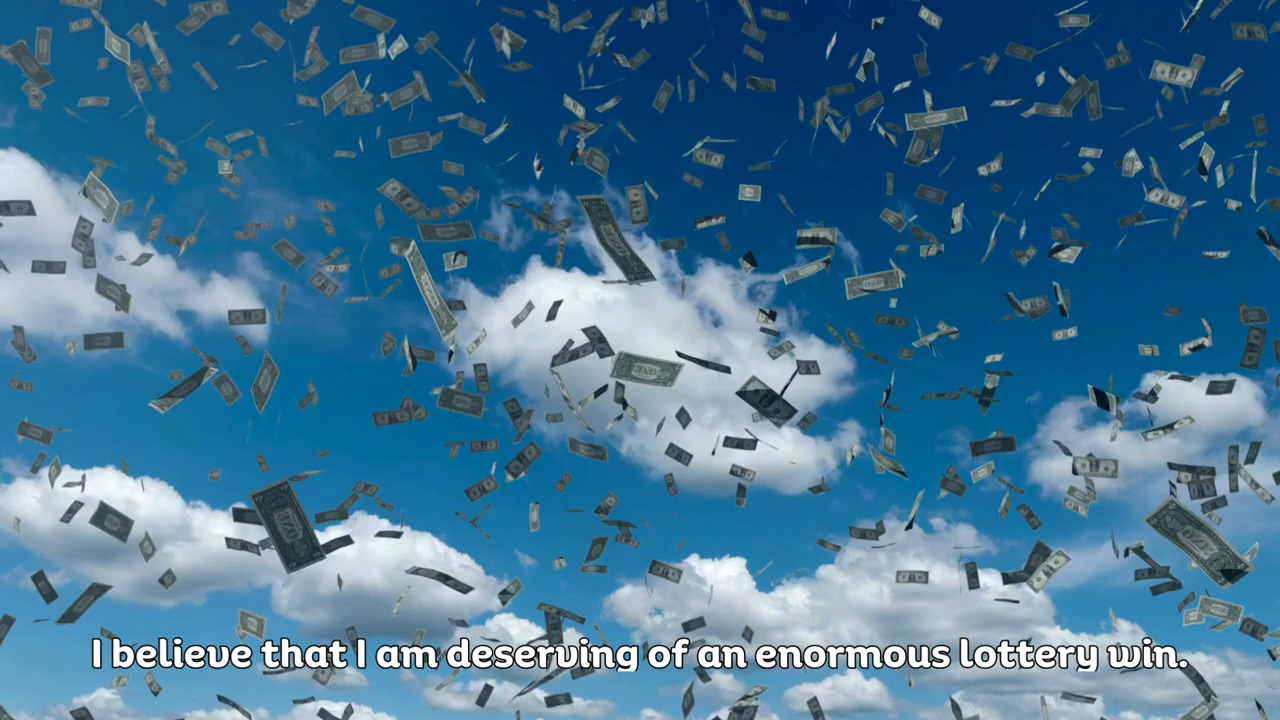 I believe that I am deserving of an enormous lottery win.